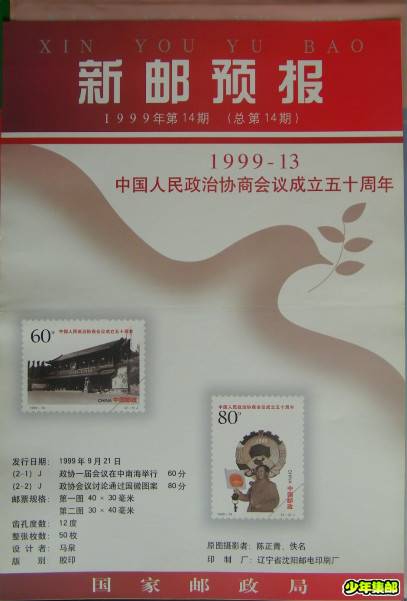 XIN YOU YU BAO
新邮预报
1999年第14期 (总第14期)
1999-13
中国人民政治协商会议成立五十周年
60分
中国人民政治协商会议成立五十周年
CHINA 中国邮政
80分
中国人民政治协商会议成立五十周年
CHINA 中国邮政
发行日期: 1999年9月21日
(2-1) J 政协一届会议在中南海举行 60分
(2-2) J 政协会议讨论通过国徽图案 80分
邮票规格: 第一图 40×30毫米
第二图 30×40毫米
齿孔度数: 12度
整张枚数: 50枚
设计者: 马泉
版别: 胶印
原图摄影者: 陈正青、佚名
印制厂: 辽宁省沈阳邮电印刷厂
国家邮政局
少年集邮